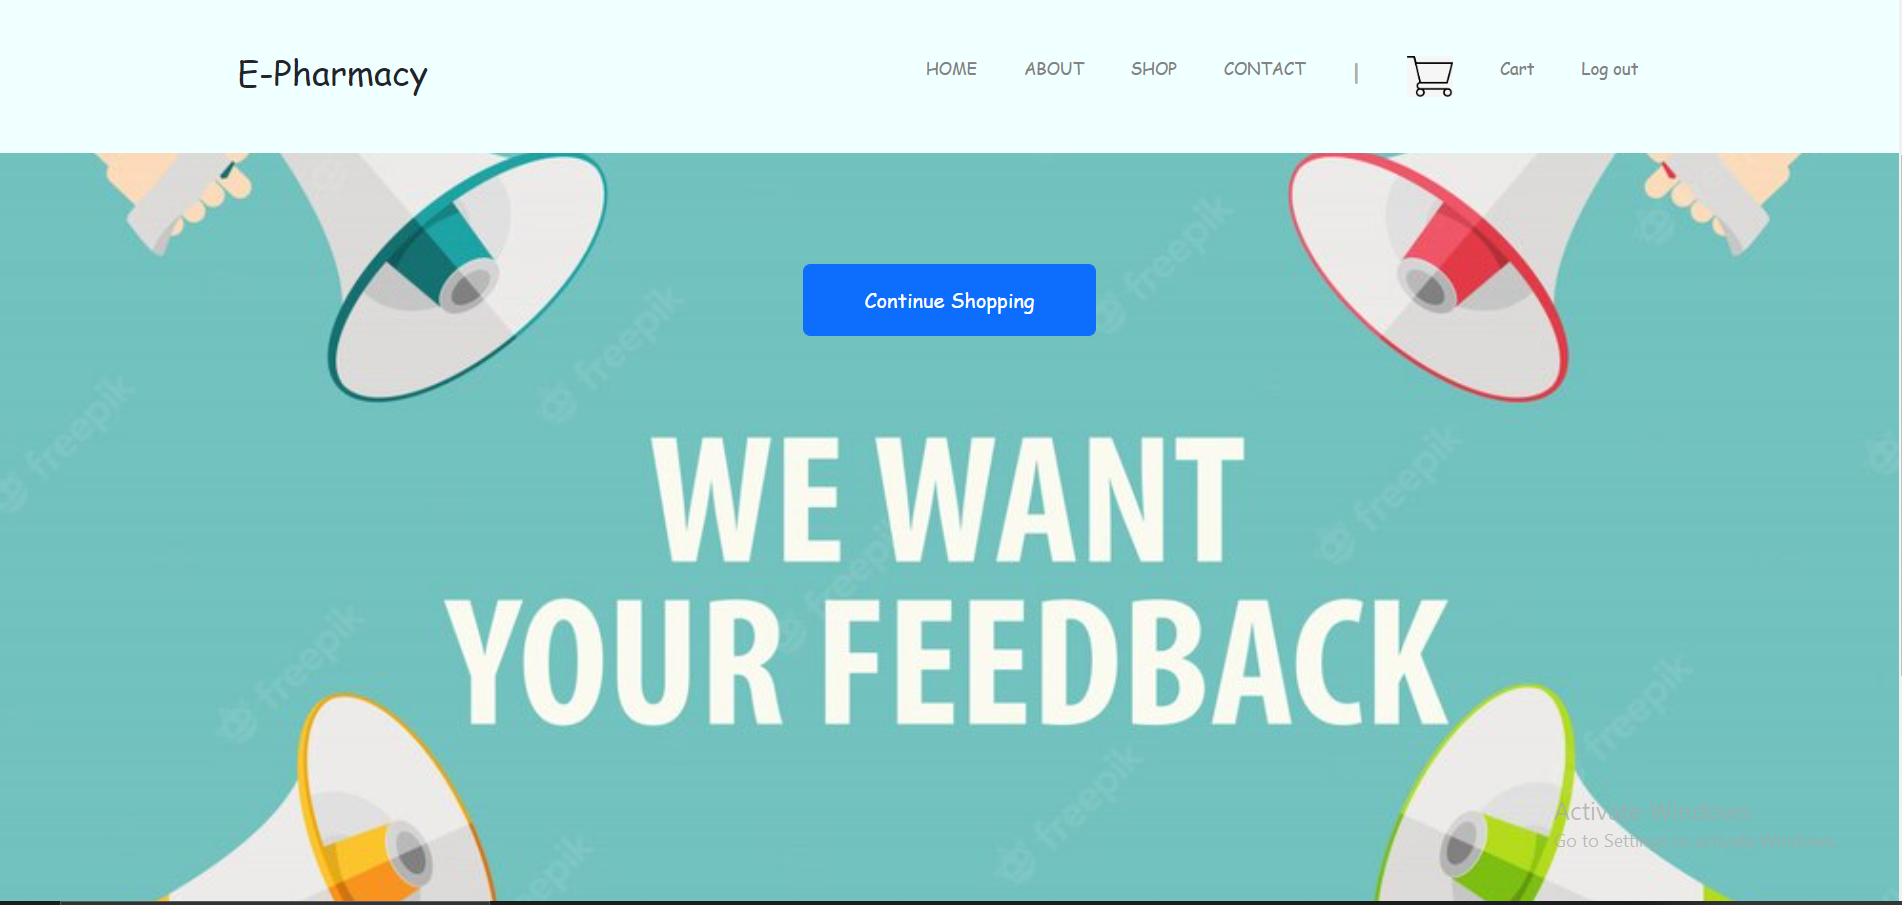 E-Pharmacy
HOME ABOUT SHOP CONTACT | Cart Log out
freepik
Continue Shopping
freepik
freepik
WE WANT
freepik
freepik
YOUR FEEDBACK
freepik
freepik
freepik
Activate Windows
Go to Settings to activate Windows.
freepik